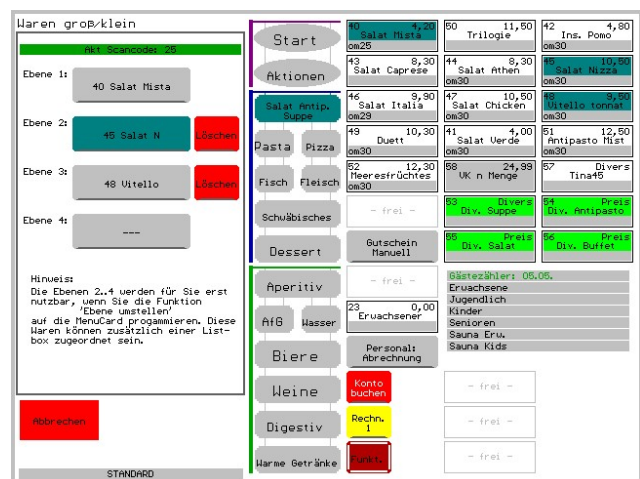 Waren groß/klein
Akt Scancode: 25
Ebene 1:
40 Salat Mista
Ebene 2:
45 Salat N
Löschen
Ebene 3:
48 Vitello
Löschen
Ebene 4:
---
Hinweis:
Die Ebenen 2..4 werden für Sie erst
nutzbar, wenn Sie die Funktion
'Ebene umstellen'
auf die MenuCard progammieren. Diese
Waren können zusätzlich einer List-
box zugeordnet sein.
Abbrechen
STANDARD
Start
Aktionen
Salat Antip.
Suppe
Pasta
Pizza
Fisch
Fleisch
Schwäbisches
Dessert
Aperitiv
AfG
Wasser
Biere
Weine
Digestiv
Warme Getränke
40 4,20
Salat Mista
om25
50 11,50
Trilogie
om30
42 4,80
Ins. Pomo
om30
43 8,30
Salat Caprese
om30
44 8,30
Salat Athen
om30
45 10,50
Salat Nizza
om30
46 9,90
Salat Italia
om29
47 10,50
Salat Chicken
om30
48 9,50
Vitello tonnat
om30
49 10,30
Duett
om30
41 4,00
Salat Verde
om30
51 12,50
Antipasto Mist
om30
52 12,30
Meeresfrüchtes
om30
58 24,99
VK n Menge
57 Divers
Tina45
- frei -
53 Divers
Div. Suppe
54 Preis
Div. Antipasto
Gutschein
Manuell
55 Preis
Div. Salat
56 Preis
Div. Buffet
- frei -
Gästezähler: 05.05.
Erwachsene
Jugendlich
Kinder
Senioren
Sauna Erw.
Sauna Kids
23 0,00
Erwachsener
Personal:
Abrechnung
Konto
buchen
- frei -
Rechn.
1
- frei -
Funkt.
- frei -